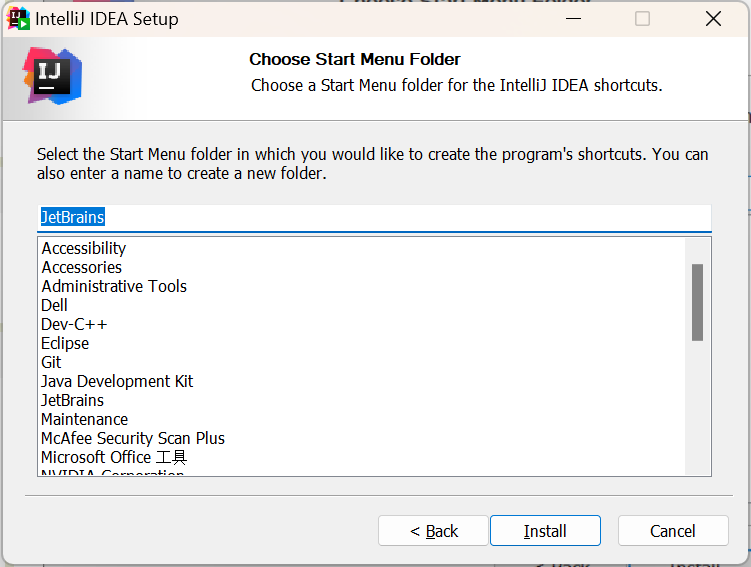 IntelliJ IDEA Setup
IJ
Choose Start Menu Folder
Choose a Start Menu folder for the IntelliJ IDEA shortcuts.
Select the Start Menu folder in which you would like to create the program's shortcuts. You can
also enter a name to create a new folder.
JetBrains
Accessibility
Accessories
Administrative Tools
Dell
Dev-C++
Eclipse
Git
Java Development Kit
JetBrains
Maintenance
McAfee Security Scan Plus
Microsoft Office 工具
NVIDIA Corporation
< Back
Install
Cancel